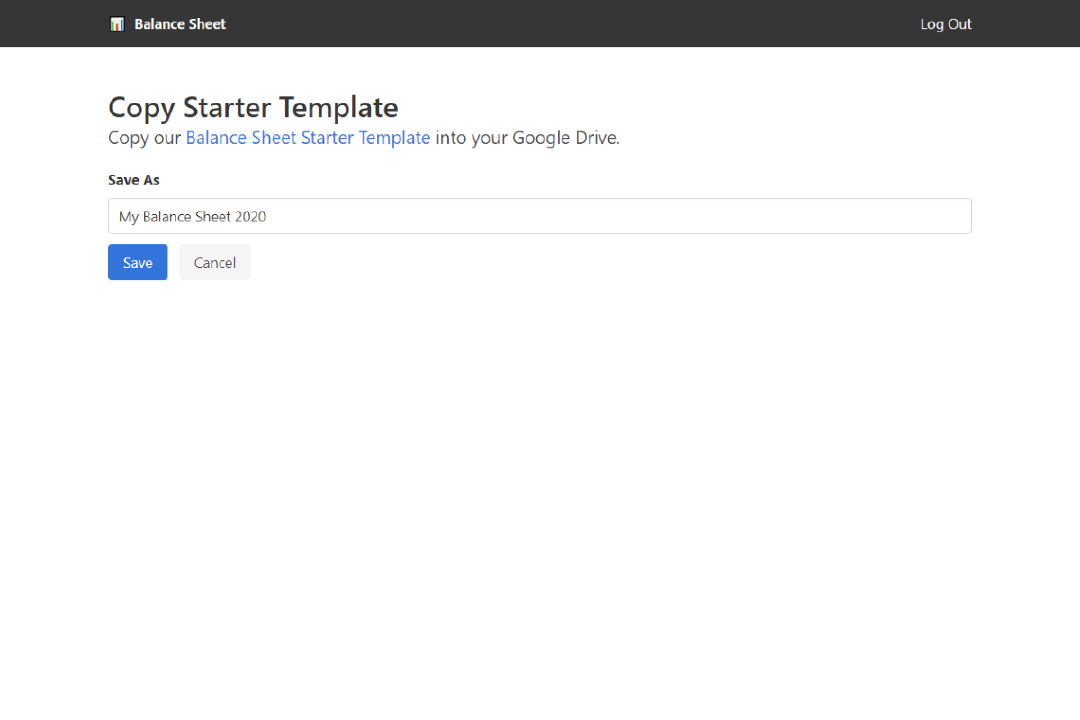 Balance Sheet
Log Out
Copy Starter Template
Copy our Balance Sheet Starter Template into your Google Drive.
Save As
My Balance Sheet 2020
Save
Cancel